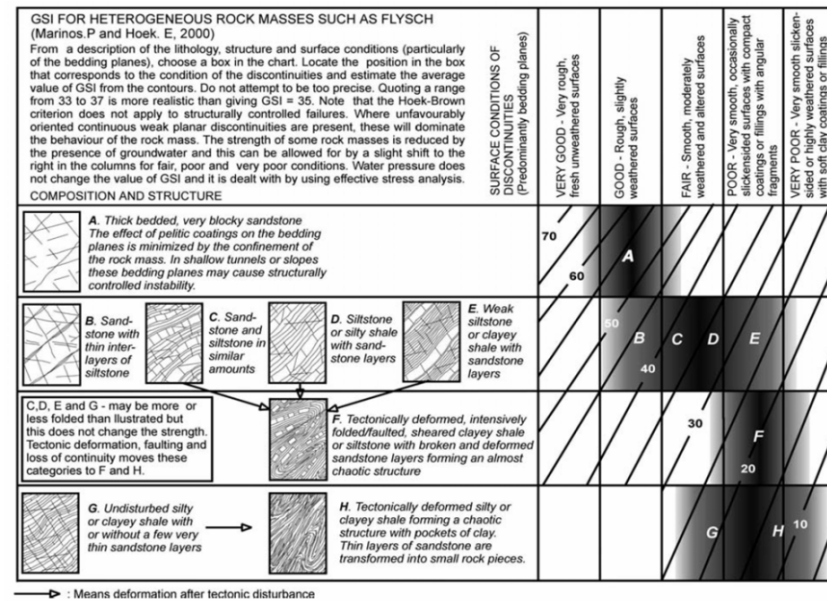 GSI FOR HETEROGENEOUS ROCK MASSES SUCH AS FLYSCH
(Marinos.P and Hoek. E, 2000)
From a description of the lithology, structure and surface conditions (particularly
of the bedding planes), choose a box in the chart. Locate the position in the box
that corresponds to the condition of the discontinuities and estimate the average
value of GSI from the contours. Do not attempt to be too precise. Quoting a range
from 33 to 37 is more realistic than giving GSI = 35. Note that the Hoek-Brown
criterion does not apply to structurally controlled failures. Where unfavourably
oriented continuous weak planar discontinuities are present, these will dominate
the behaviour of the rock mass. The strength of some rock masses is reduced by
the presence of groundwater and this can be allowed for by a slight shift to the
right in the columns for fair, poor and very poor conditions. Water pressure does
not change the value of GSI and it is dealt with by using effective stress analysis.
COMPOSITION AND STRUCTURE
SURFACE CONDITIONS OF
DISCONTINUITIES
(Predominantly bedding planes)
VERY GOOD - Very rough,
fresh unweathered surfaces
GOOD - Rough, slightly
weathered surfaces
FAIR - Smooth, moderately
weathered and altered surfaces
POOR - Very smooth, occasionally
slickensided surfaces with compact
coatings or fillings with angular
fragments
VERY POOR - Very smooth slicken-
sided or highly weathered surfaces
with soft clay coatings or fillings
A. Thick bedded, very blocky sandstone
The effect of pelitic coatings on the bedding
planes is minimized by the confinement of
the rock mass. In shallow tunnels or slopes
these bedding planes may cause structurally
controlled instability.
70
60
A
B. Sand-
stone with
thin inter-
layers of
siltstone
C. Sand-
stone and
siltstone in
similar
amounts
D. Siltstone
or silty shale
with sand-
stone layers
E. Weak
siltstone
or clayey
shale with
sandstone
layers
50
B
C
D
E
40
C,D, E and G - may be more or
less folded than llustrated but
this does not change the strength.
Tectonic deformation, faulting and
loss of continuity moves these
categories to F and H.
F. Tectonically deformed, intensively
folded/faulted, sheared clayey shale
or siltstone with broken and deformed
sandstone layers forming an almost
chaotic structure
30
F
20
G. Undisturbed silty
or clayey shale with
or without a few very
thin sandstone layers
H. Tectonically deformed silty or
clayey shale forming a chaotic
structure with pockets of clay.
Thin layers of sandstone are
transformed into small rock pieces.
G
H
10
: Means deformation after tectonic disturbance